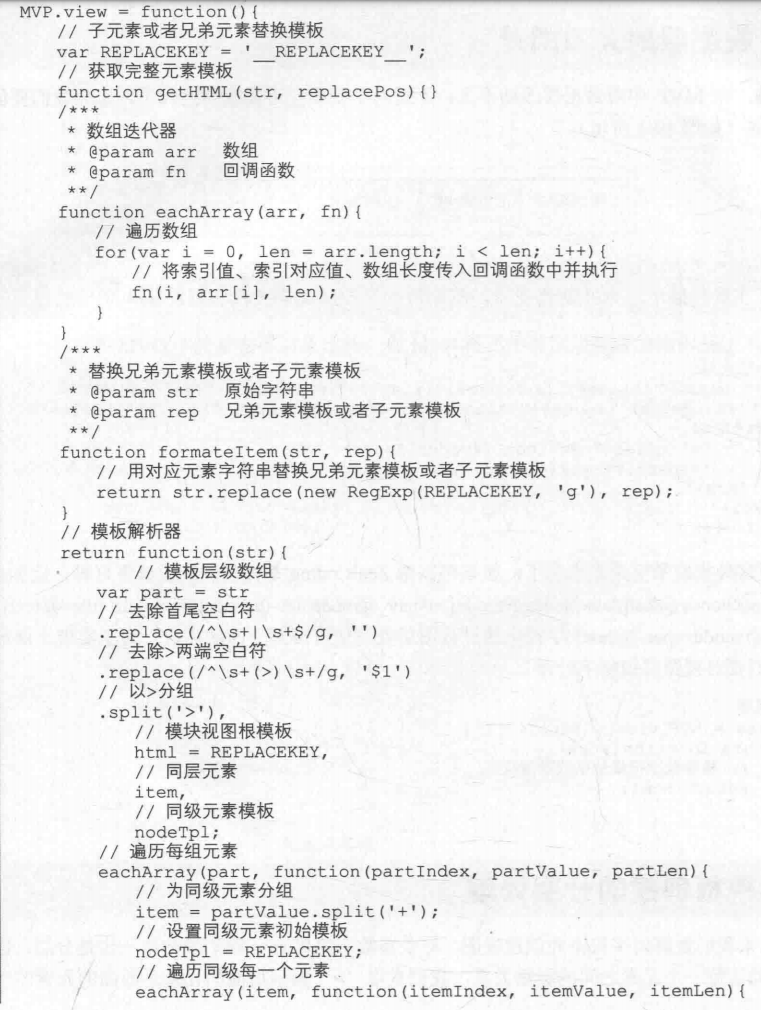 MVP.view = function(){
// 子元素或者兄弟元素替换模板
var REPLACEKEY = '__REPLACEKEY__';
// 获取完整元素模板
function getHTML(str, replacePos){}
/***
* 数组迭代器
* @param arr 数组
* @param fn 回调函数
**/
function eachArray(arr, fn){
// 遍历数组
for(var i = 0, len = arr.length; i < len; i++){
// 将索引值、索引对应值、数组长度传入回调函数中并执行
fn(i, arr[i], len);
}
}
/***
* 替换兄弟元素模板或者子元素模板
* @param str 原始字符串
* @param rep 兄弟元素模板或者子元素模板
**/
function formateItem(str, rep){
// 用对应元素字符串替换兄弟元素模板或者子元素模板
return str.replace(new RegExp(REPLACEKEY, 'g'), rep);
}
// 模板解析器
return function(str){
// 模板层级数组
var part = str
// 去除首尾空白符
.replace(/^\s+|\s+$/g, '')
// 去除>两端空白符
.replace(/^\s+(>)\s+/g, '$1')
// 以>分组
.split('>'),
// 模块视图根模板
html = REPLACEKEY,
// 同层元素
item,
// 同级元素模板
nodeTpl;
// 遍历每组元素
eachArray(part, function(partIndex, partValue, partLen){
// 为同级元素分组
item = partValue.split('+');
// 设置同级元素初始模板
nodeTpl = REPLACEKEY;
// 遍历同级每一个元素
eachArray(item, function(itemIndex, itemValue, itemLen){